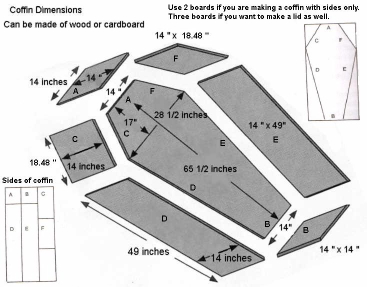 Coffin Dimensions
Can be made of wood or cardboard
Use 2 boards if you are making a coffin with sides only.
Three boards if you want to make a lid as well.
14 " x 18.48 "
F
14 inches
14 "
A
14 "
A
F
17"
28 1/2 inches
C
E
65 1/2 inches
D
B
14 " x 49"
E
C
14 inches
18.48 "
D
14 inches
49 inches
14"
B
14 " x 14 "
A
F
C
D
E
B
Sides of coffin
A
B
C
D
E
F